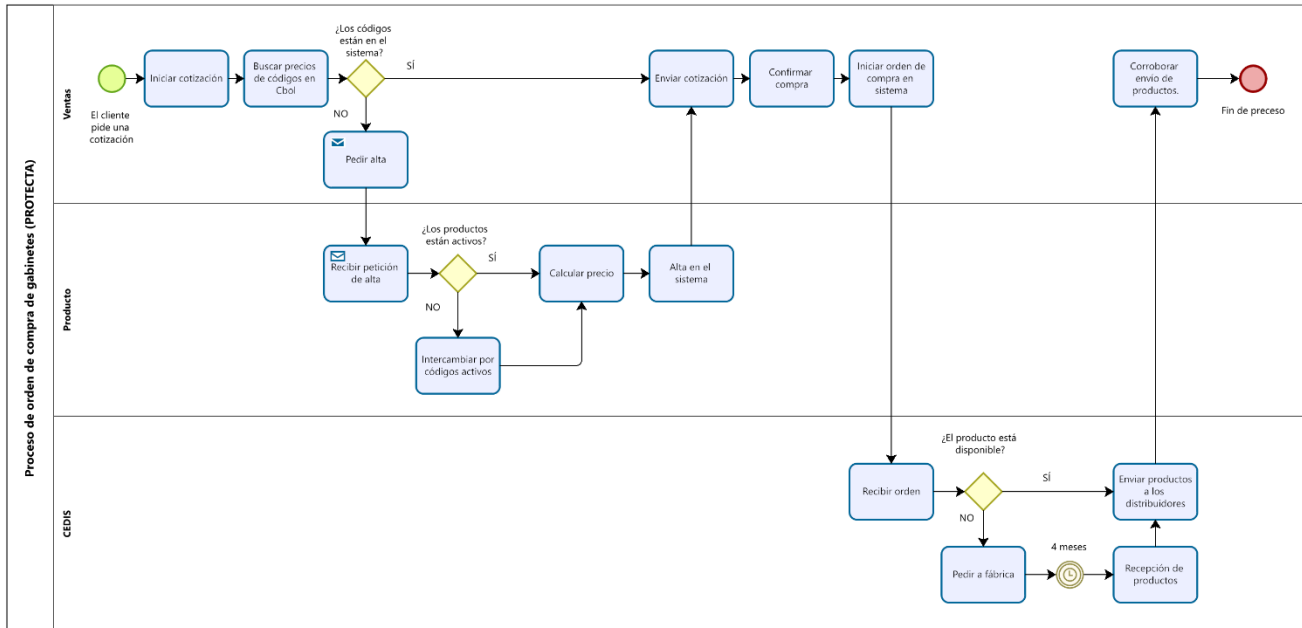 Proceso de orden de compra de gabinetes (PROTECTA)
Ventas
El cliente
pide una
cotización
Iniciar cotización
Buscar precios
de códigos en
Cbol
¿Los códigos
están en el
sistema?
SÍ
NO
Pedir alta
Enviar cotización
Confirmar
compra
Iniciar orden de
compra en
sistema
Corroborar
envío de
productos.
Fin de preceso
Producto
Recibir petición
de alta
¿Los productos
están activos?
SÍ
NO
Intercambiar por
códigos activos
Calcular precio
Alta en el
sistema
CEDIS
Recibir orden
¿El producto está
disponible?
SÍ
NO
Pedir a fábrica
4 meses
Recepción de
productos
Enviar productos
a los
distribuidores